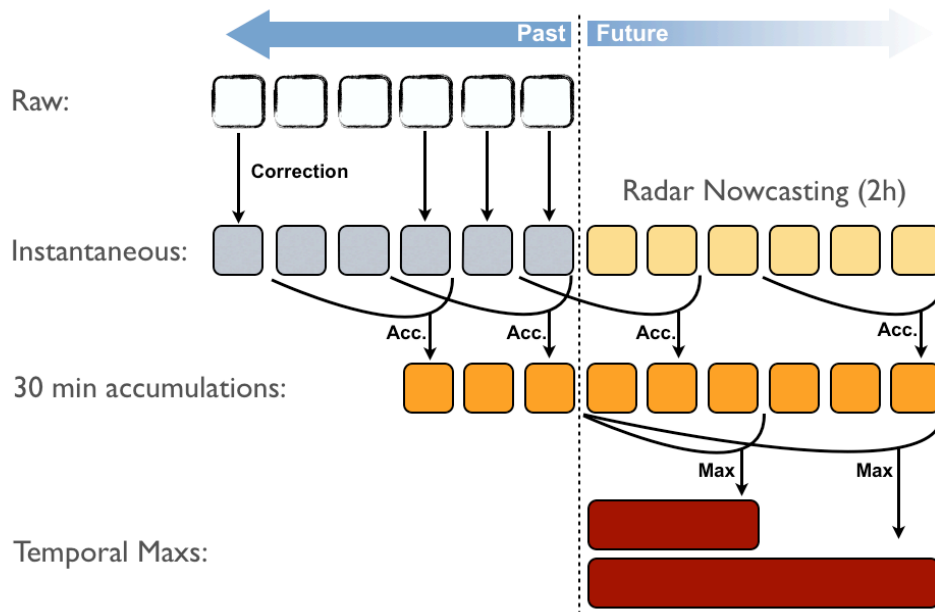 Past
Future
Raw:
Correction
Radar Nowcasting (2h)
Instantaneous:
Acc.
Acc.
Acc.
Acc.
30 min accumulations:
Max
Max
Temporal Maxs: